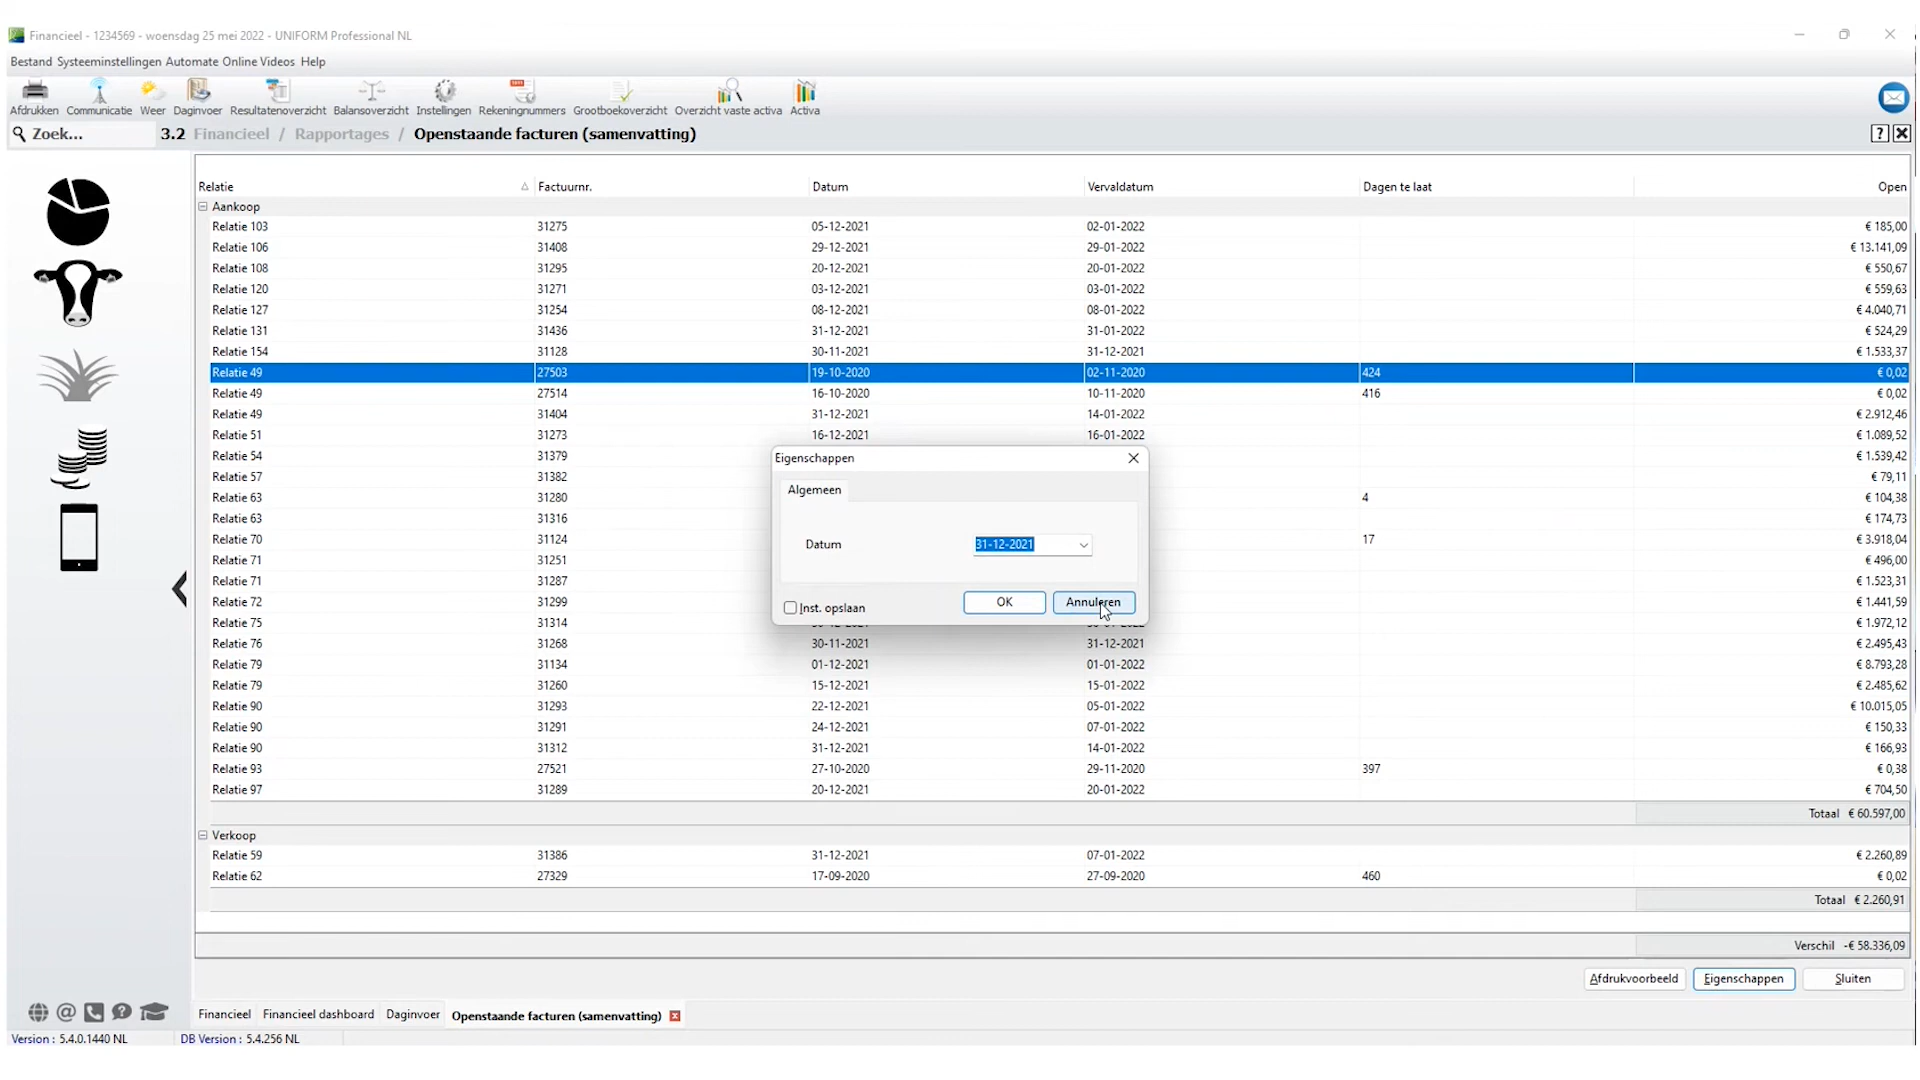 Financieel - 1234569 - woensdag 25 mei 2022 - UNIFORM Professional NL
Bestand Systeeminstellingen Automate Online Videos Help
Afdrukken Communicatie Weer Daginvoer Resultatenoverzicht Balansoverzicht Instellingen Rekeningnummers Grootboekoverzicht Overzicht vaste activa Activa
Zoek... 3.2 Financieel / Rapportages / Openstaande facturen (samenvatting) ?
Relatie Factuurnr. Datum Vervaldatum Dagen te laat Open
Aankoop
Relatie 103 31275 05-12-2021 02-01-2022 € 185,00
Relatie 106 31408 29-12-2021 29-01-2022 € 13.141,09
Relatie 108 31295 20-12-2021 20-01-2022 € 550,67
Relatie 120 31271 03-12-2021 03-01-2022 € 559,63
Relatie 127 31254 08-12-2021 08-01-2022 € 4.040,71
Relatie 131 31436 31-12-2021 31-01-2022 € 524,29
Relatie 154 31128 30-11-2021 31-12-2021 € 1.533,37
Relatie 49 27503 19-10-2020 02-11-2020 424 € 0,02
Relatie 49 27514 16-10-2020 10-11-2020 416 € 0,02
Relatie 49 31404 31-12-2021 14-01-2022 € 2.912,46
Relatie 51 31273 16-12-2021 16-01-2022 € 1.089,52
Relatie 54 31379 € 1.539,42
Relatie 57 31382 € 79,11
Relatie 63 31280 4 € 104,38
Relatie 63 31316 € 174,73
Relatie 70 31124 17 € 3.918,04
Relatie 71 31251 € 496,00
Relatie 71 31287 € 1.523,31
Relatie 72 31299 € 1.441,59
Relatie 75 31314 € 1.972,12
Relatie 76 31268 30-11-2021 31-12-2021 € 2.495,43
Relatie 79 31134 01-12-2021 01-01-2022 € 8.793,28
Relatie 79 31260 15-12-2021 15-01-2022 € 2.485,62
Relatie 90 31293 22-12-2021 05-01-2022 € 10.015,05
Relatie 90 31291 24-12-2021 07-01-2022 € 150,33
Relatie 90 31312 31-12-2021 14-01-2022 € 166,93
Relatie 93 27521 27-10-2020 29-11-2020 397 € 0,38
Relatie 97 31289 20-12-2021 20-01-2022 € 704,50
Totaal € 60.597,00
Verkoop
Relatie 59 31386 31-12-2021 07-01-2022 € 2.260,89
Relatie 62 27329 17-09-2020 27-09-2020 460 € 0,02
Totaal € 2.260,91
Verschil -€ 58.336,09
Eigenschappen
Algemeen
Datum 31-12-2021
Inst. opslaan OK Annuleren
Afdrukvoorbeeld Eigenschappen Sluiten
Financieel Financieel dashboard Daginvoer Openstaande facturen (samenvatting)
Version : 5.4.0.1440 NL DB Version : 5.4.256 NL